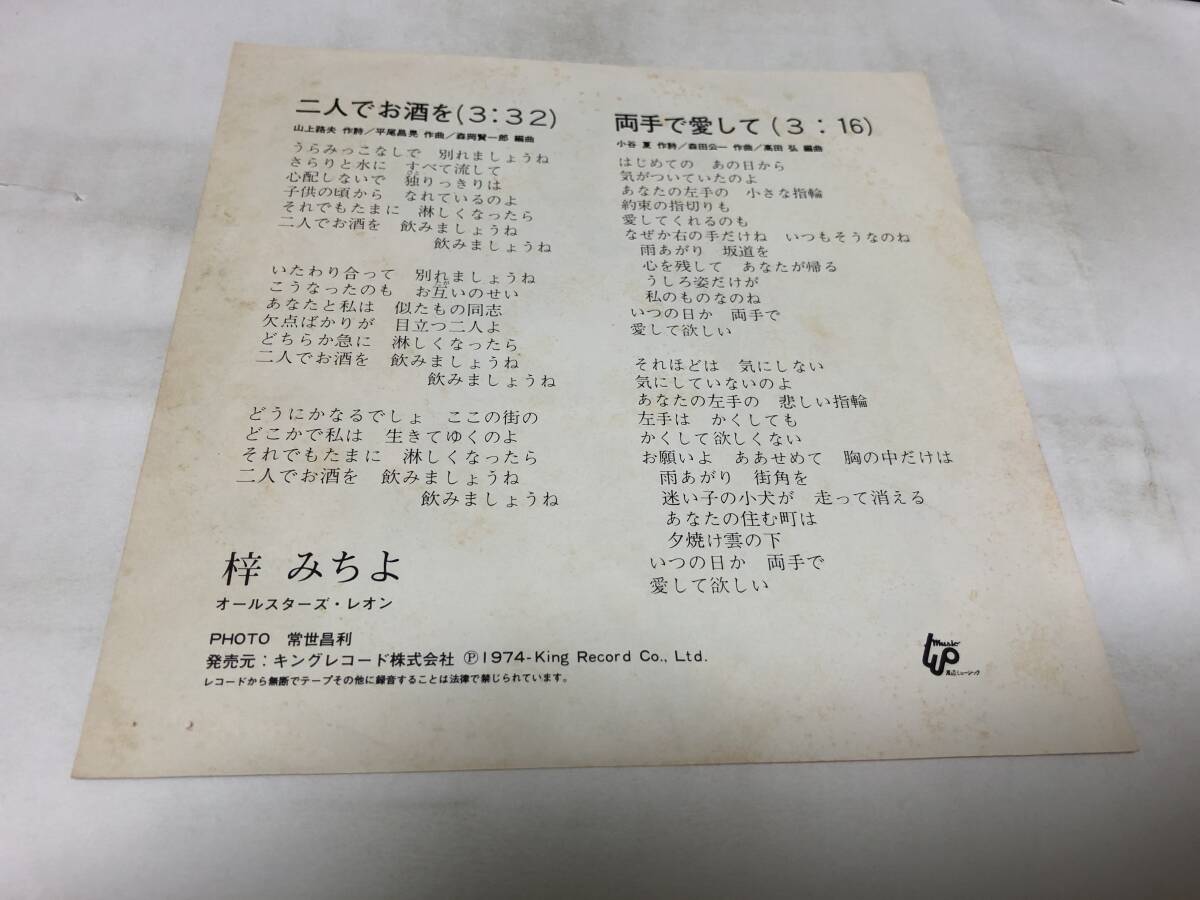 二人でお酒を(3:32)
山上路夫 作詩/平尾昌晃 作曲/森岡賢一郎 編曲
うらみっこなしで 別れましょうね
さらりと水に すべて流して
心配しないで 独りっきりは
子供の頃から なれているのよ
それでもたまに 淋しくなったら
二人でお酒を 飲みましょうね
飲みましょうね
いたわり合って 別れましょうね
こうなったのも お互いのせい
あなたと私は 似たもの同志
欠点ばかりが 目立つ二人よ
どちらか急に 淋しくなったら
二人でお酒を 飲みましょうね
飲みましょうね
どうにかなるでしょ ここの街の
どこかで私は 生きてゆくのよ
それでもたまに 淋しくなったら
二人でお酒を 飲みましょうね
飲みましょうね
両手で愛して(3:16)
小谷 夏 作詩/森田公一 作曲/高田 弘 編曲
はじめての あの日から
気がついていたのよ
あなたの左手の 小さな指輪
約束の指切りも
愛してくれるのも
なぜか右の手だけね いつもそうなのね
雨あがり 坂道を
心を残して あなたが帰る
うしろ姿だけが
私のものなのね
いつの日か 両手で
愛して欲しい
それほどは 気にしない
気にしていないのよ
あなたの左手の 悲しい指輪
左手は かくしても
かくして欲しくない
お願いよ ああせめて 胸の中だけは
雨あがり 街角を
迷い子の小犬が 走って消える
あなたの住む町は
夕焼け雲の下
いつの日か 両手で
愛して欲しい
梓 みちよ
オールスターズ・レオン
PHOTO 常世昌利
発売元:キングレコード株式会社 Ⓟ1974-King Record Co., Ltd.
レコードから無断でテープその他に録音することは法律で禁じられています。
music
渡辺ミュージック